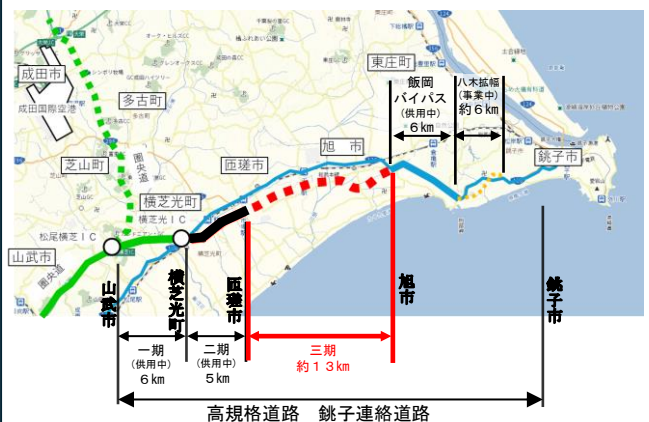 東庄町
成田市
成田国際空港
多古町
芝山町
圏央道
飯岡
バイパス
(供用中)
6km
八木拡幅
(事業中)
約6km
旭市
匝瑳市
銚子市
横芝光町
横芝光IC
松尾横芝IC
山武市
圏央道
山武市
横芝光町
匝瑳市
旭市
銚子市
一期
(供用中)
6km
二期
(供用中)
5km
三期
約13km
高規格道路 銚子連絡道路